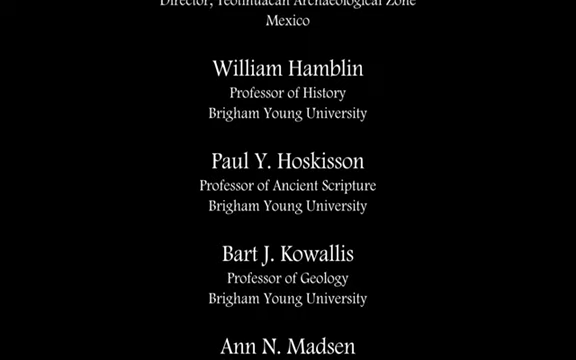 Director, Teotihuacan Archaeological Zone
Mexico
William Hamblin
Professor of History
Brigham Young University
Paul Y. Hoskisson
Professor of Ancient Scripture
Brigham Young University
Bart J. Kowallis
Professor of Geology
Brigham Young University
Ann N. Madsen